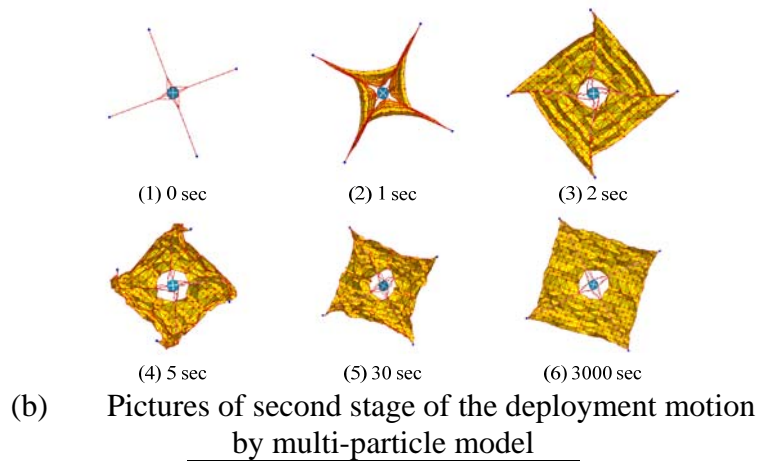 (1) 0 sec
(2) 1 sec
(3) 2 sec
(4) 5 sec
(5) 30 sec
(6) 3000 sec
(b) Pictures of second stage of the deployment motion
by multi-particle model